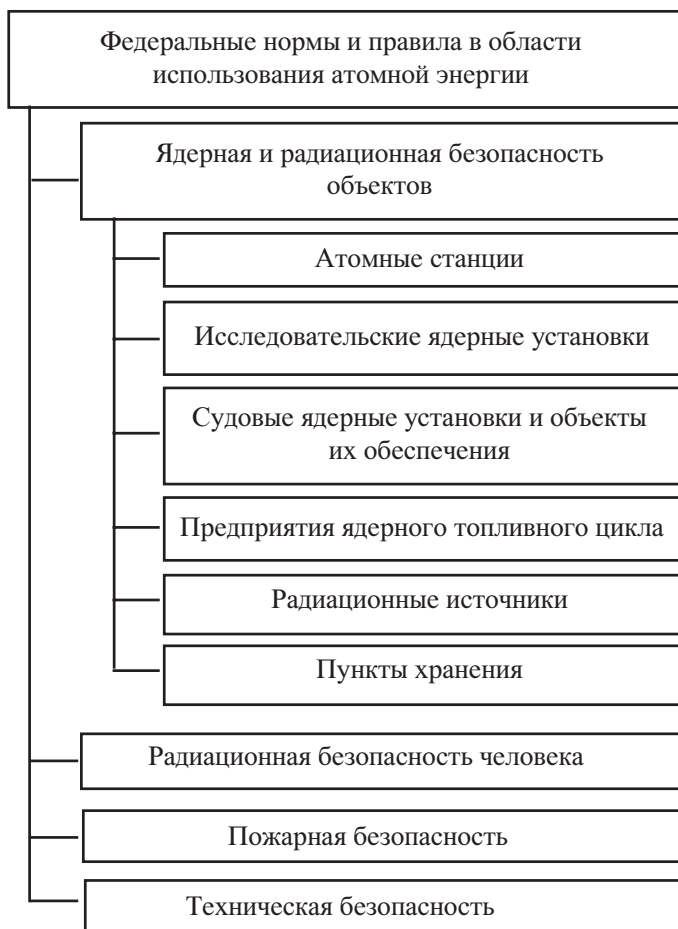 Федеральные нормы и правила в области
использования атомной энергии
Ядерная и радиационная безопасность
объектов
Атомные станции
Исследовательские ядерные установки
Судовые ядерные установки и объекты
их обеспечения
Предприятия ядерного топливного цикла
Радиационные источники
Пункты хранения
Радиационная безопасность человека
Пожарная безопасность
Техническая безопасность